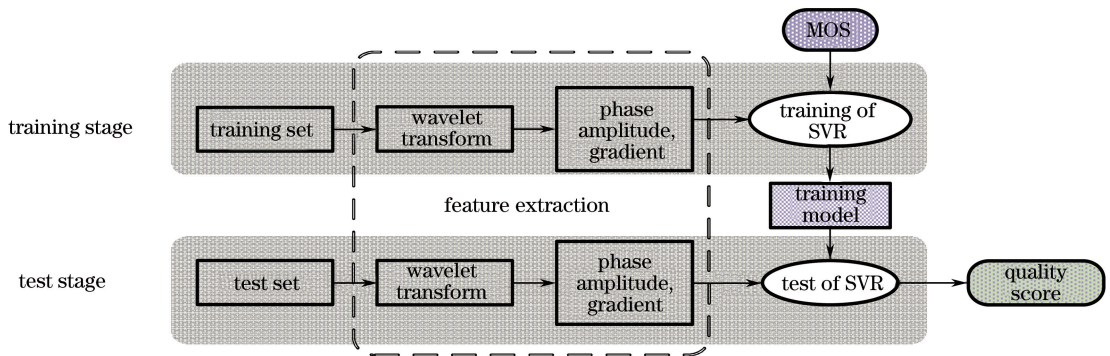 MOS
training stage
training set
wavelet
transform
phase
amplitude,
gradient
training of
SVR
feature extraction
training
model
test stage
test set
wavelet
transform
phase
amplitude,
gradient
test of SVR
quality
score